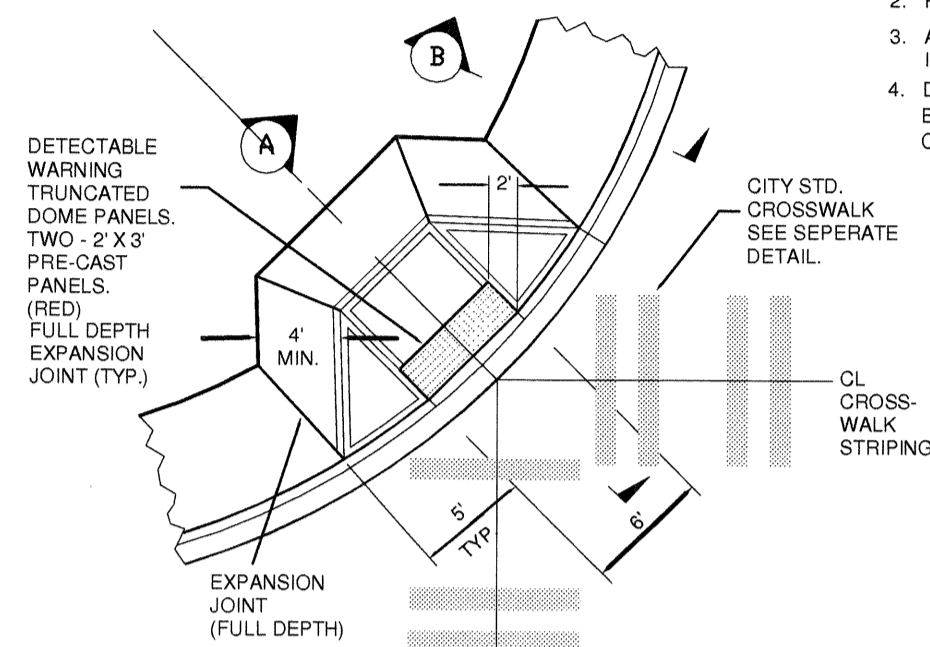 2.
3. A
I
4. D
E
C
B
A
DETECTABLE
WARNING
TRUNCATED
DOME PANELS.
TWO - 2' X 3'
PRE-CAST
PANELS.
(RED)
FULL DEPTH
EXPANSION
JOINT (TYP.)
2'
4'
MIN.
CITY STD.
CROSSWALK
SEE SEPERATE
DETAIL.
CL
CROSS-
WALK
STRIPING
5'
TYP
6'
EXPANSION
JOINT
(FULL DEPTH)